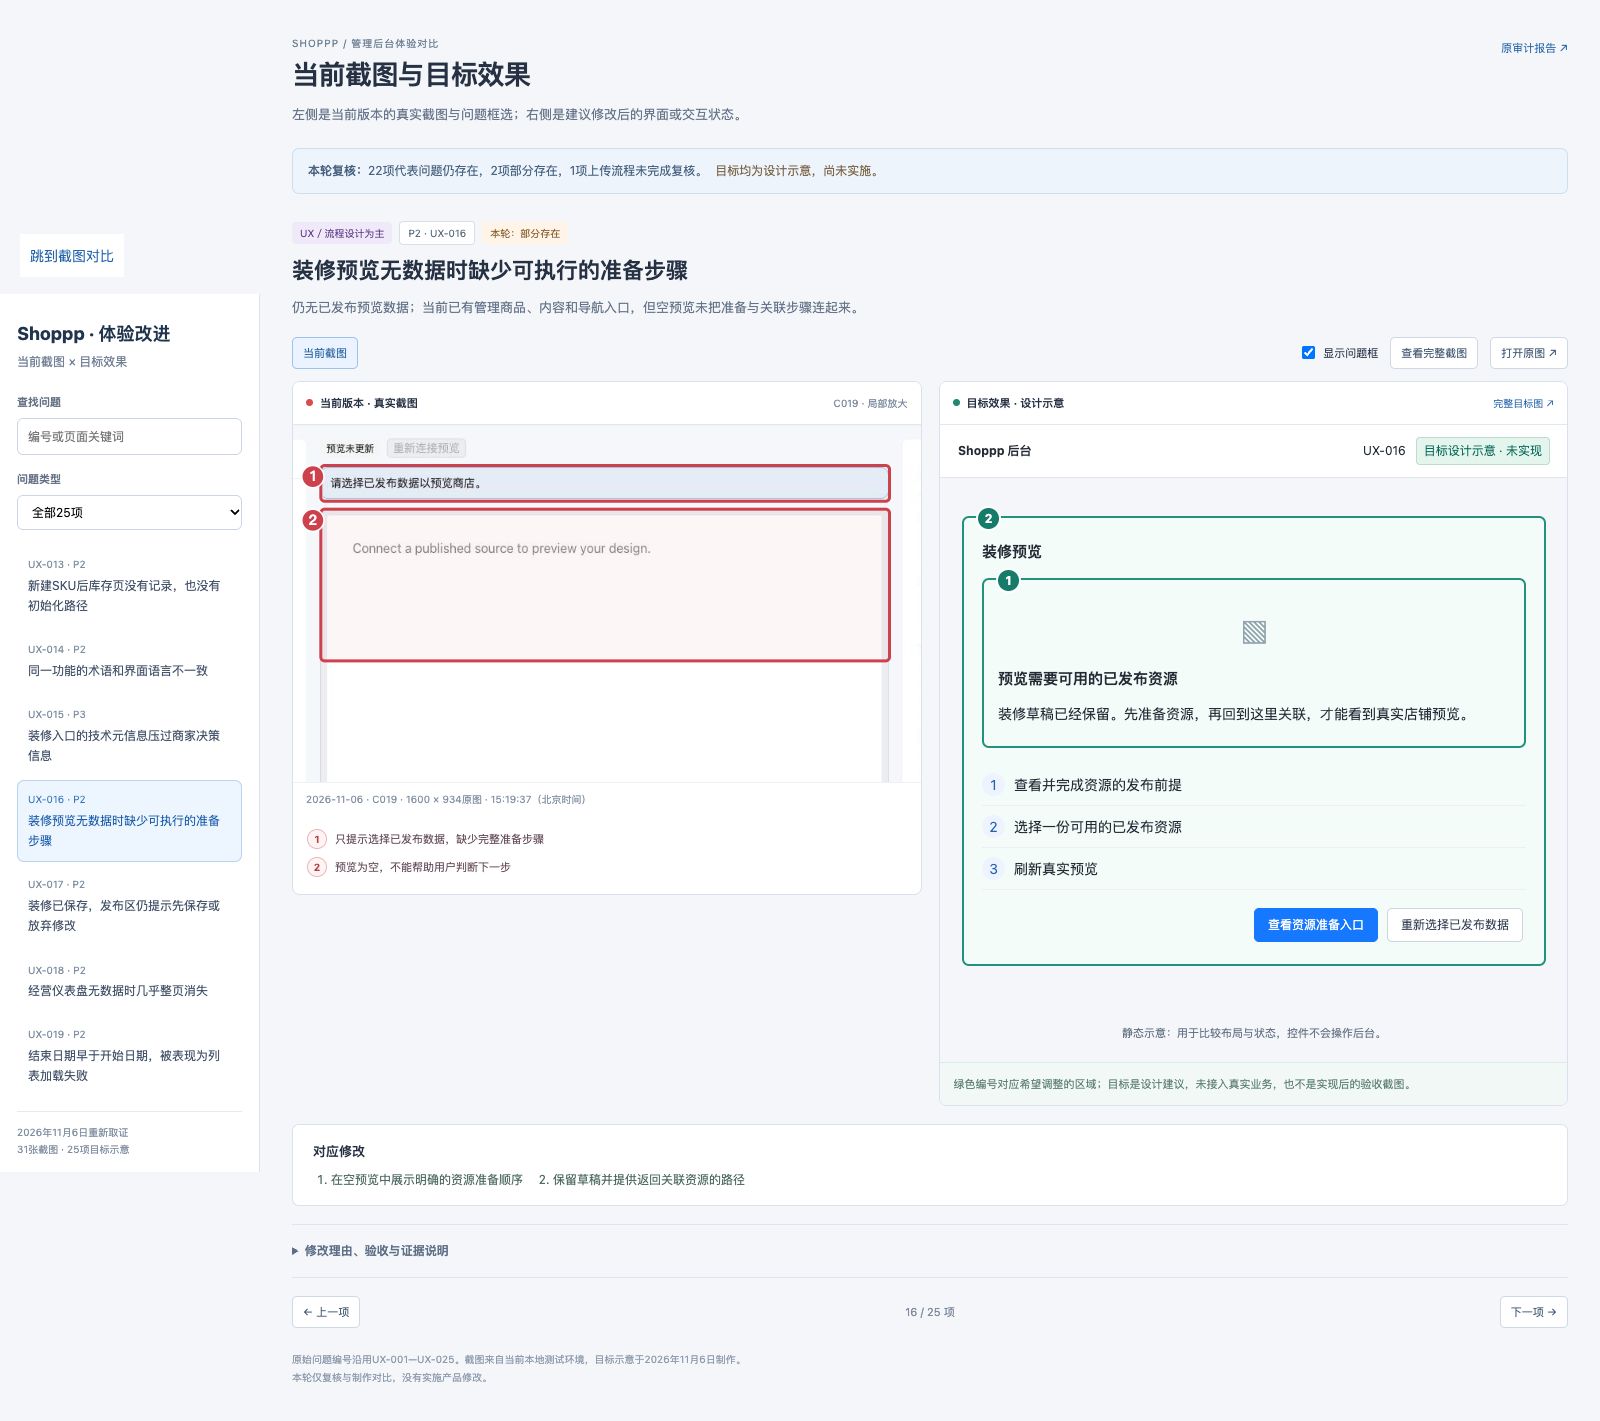 SHOPPP / 管理后台体验对比
当前截图与目标效果
原审计报告 ↗
左侧是当前版本的真实截图与问题框选；右侧是建议修改后的界面或交互状态。
本轮复核：22项代表问题仍存在，2项部分存在，1项上传流程未完成复核。 目标均为设计示意，尚未实施。
跳到截图对比
Shoppp · 体验改进
当前截图 × 目标效果
查找问题
编号或页面关键词
问题类型
全部25项
UX-013 · P2
新建SKU后库存页没有记录，也没有
初始化路径
UX-014 · P2
同一功能的术语和界面语言不一致
UX-015 · P3
装修入口的技术元信息压过商家决策
信息
UX-016 · P2
装修预览无数据时缺少可执行的准备
步骤
UX-017 · P2
装修已保存，发布区仍提示先保存或
放弃修改
UX-018 · P2
经营仪表盘无数据时几乎整页消失
UX-019 · P2
结束日期早于开始日期，被表现为列
表加载失败
2026年11月6日重新取证
31张截图 · 25项目标示意
UX / 流程设计为主 P2 · UX-016 本轮：部分存在
装修预览无数据时缺少可执行的准备步骤
仍无已发布预览数据；当前已有管理商品、内容和导航入口，但空预览未把准备与关联步骤连起来。
当前截图
显示问题框 查看完整截图 打开原图 ↗
当前版本 · 真实截图 C019 · 局部放大
预览未更新 重新连接预览
1 请选择已发布数据以预览商店。
2
Connect a published source to preview your design.
2026-11-06 · C019 · 1600 × 934原图 · 15:19:37（北京时间）
1 只提示选择已发布数据，缺少完整准备步骤
2 预览为空，不能帮助用户判断下一步
目标效果 · 设计示意 完整目标图 ↗
Shoppp 后台 UX-016 目标设计示意 · 未实现
2
装修预览
1
预览需要可用的已发布资源
装修草稿已经保留。先准备资源，再回到这里关联，才能看到真实店铺预览。
1 查看并完成资源的发布前提
2 选择一份可用的已发布资源
3 刷新真实预览
查看资源准备入口 重新选择已发布数据
静态示意：用于比较布局与状态，控件不会操作后台。
绿色编号对应希望调整的区域；目标是设计建议，未接入真实业务，也不是实现后的验收截图。
对应修改
1. 在空预览中展示明确的资源准备顺序 2. 保留草稿并提供返回关联资源的路径
▶ 修改理由、验收与证据说明
← 上一项 16 / 25 项 下一项 →
原始问题编号沿用UX-001—UX-025。截图来自当前本地测试环境，目标示意于2026年11月6日制作。
本轮仅复核与制作对比，没有实施产品修改。